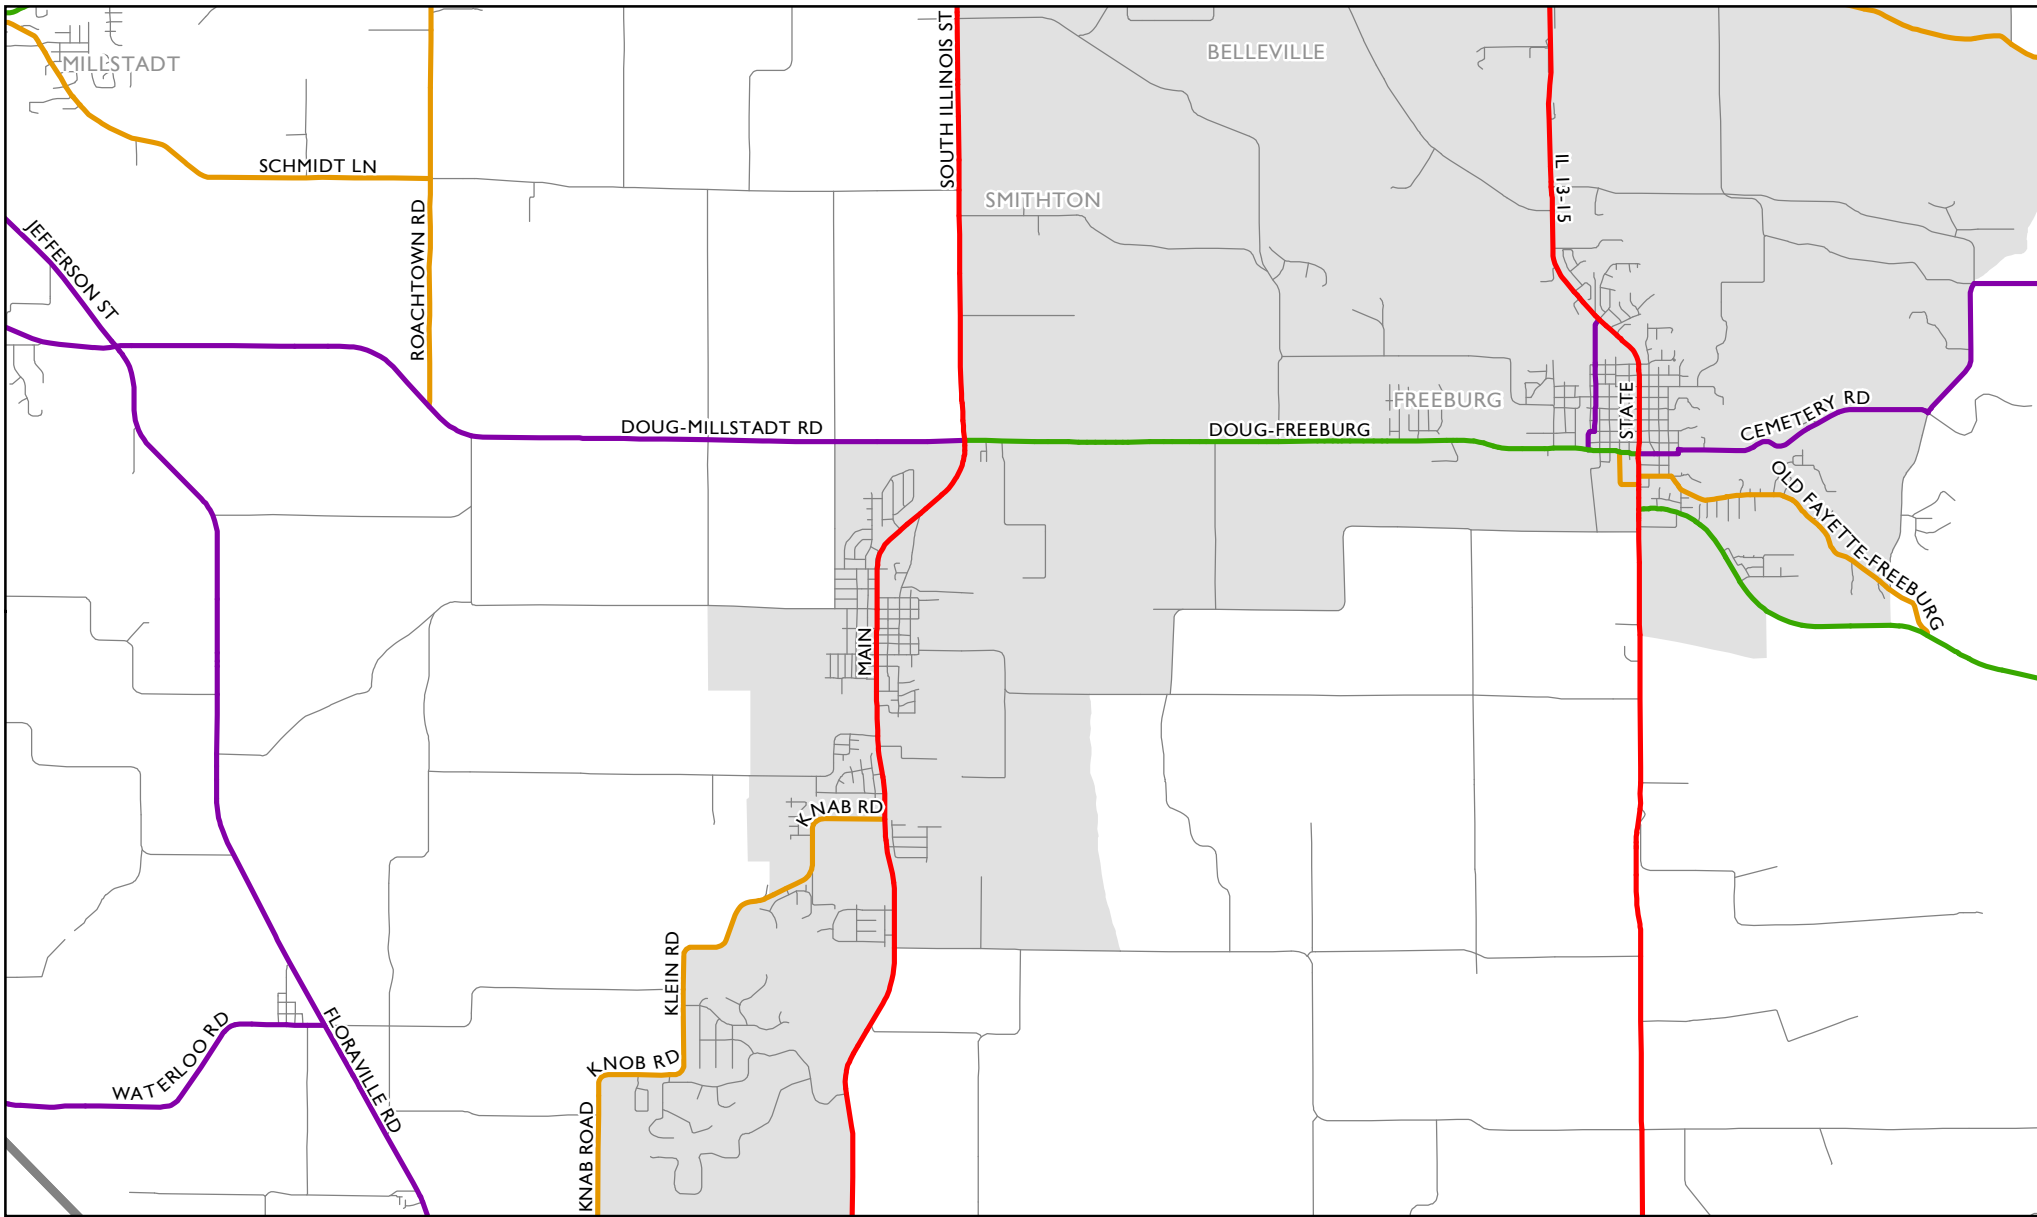 SOUTH ILLINOIS ST
BELLEVILLE
MILLSTADT
SCHMIDT LN
IL 13-15
SMITHTON
ROACHTOWN RD
JEFFERSON ST
STATE
FREEBURG
CEMETERY RD
DOUG-MILLSTADT RD
DOUG-FREEBURG
OLD FAYETTE-FREEBURG
MAIN
KNAB RD
KLEIN RD
FLORAVILLE RD
WATERLOO RD
KNOB RD
KNAB ROAD